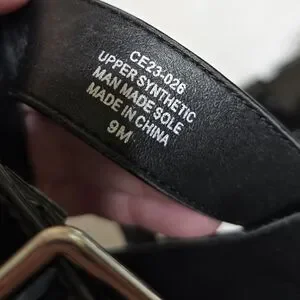 CE23-026
UPPER SYNTHETIC
MAN MADE SOLE
MADE IN CHINA
9M